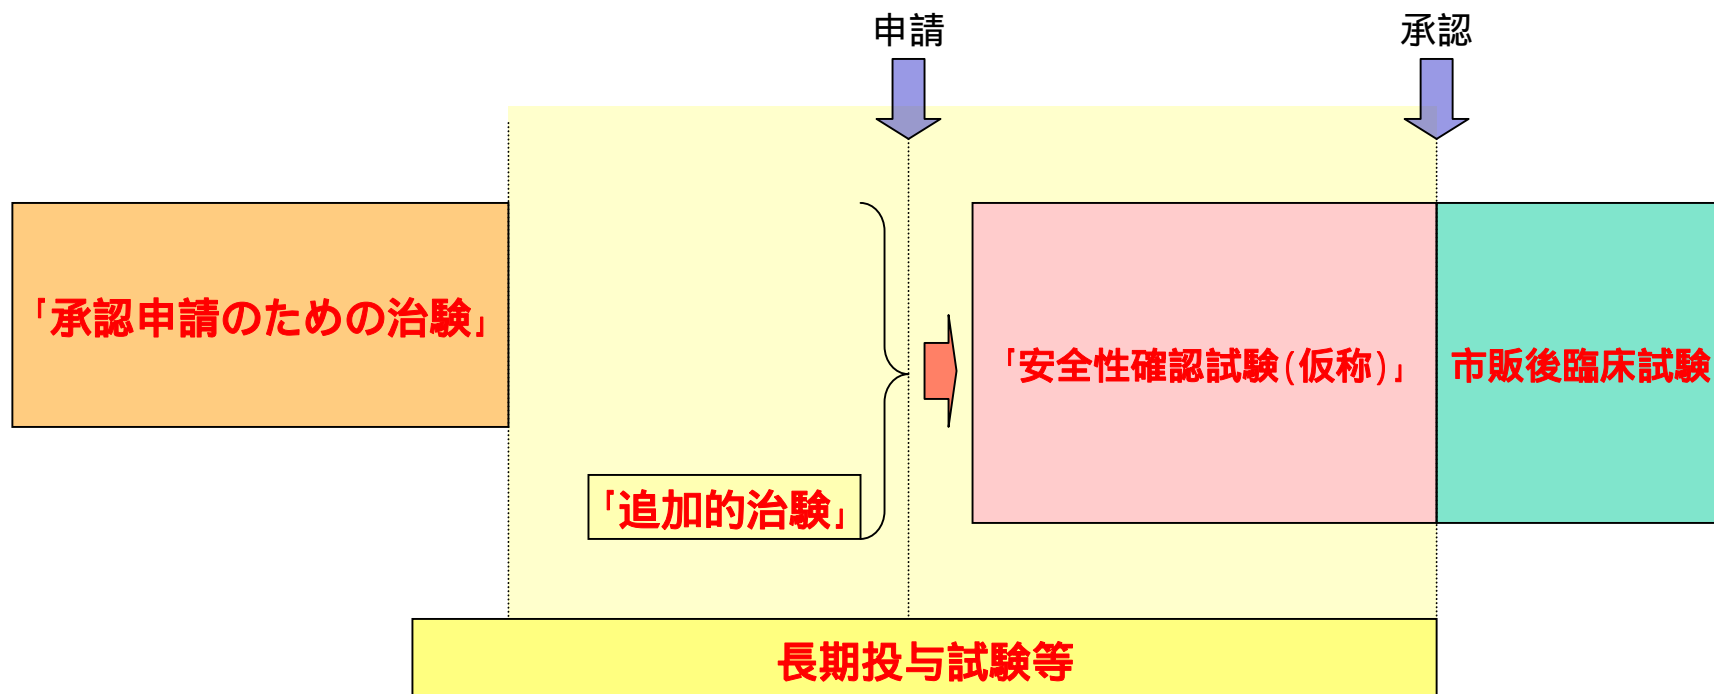 申請
承認
「承認申請のための治験」
「安全性確認試験(仮称)」
市販後臨床試験
「追加的治験」
長期投与試験等